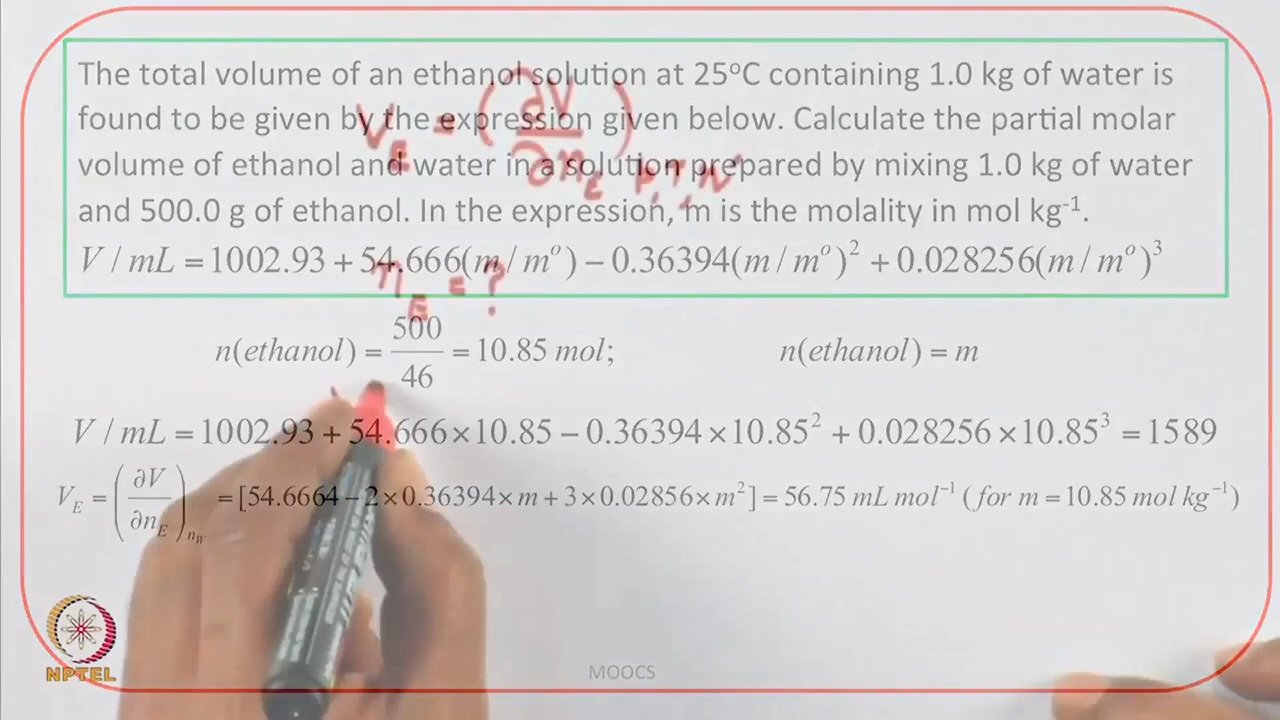 The total volume of an ethanol solution at 25°C containing 1.0 kg of water is
found to be given by the expression given below. Calculate the partial molar
volume of ethanol and water in a solution prepared by mixing 1.0 kg of water
and 500.0 g of ethanol. In the expression, m is the molality in mol kg⁻¹.
V / mL = 1002.93 + 54.666(m / mº) − 0.36394(m / mº)² + 0.028256(m / mº)³
V_E = (∂V/∂n_E) P, T, N
n_E = ?
n(ethanol) = 500/46 = 10.85 mol; n(ethanol) = m
V / mL = 1002.93 + 54.666 × 10.85 − 0.36394 × 10.85² + 0.028256 × 10.85³ = 1589
V_E = (∂V/∂n_E)_{n_W} = [54.6664 − 2 × 0.36394 × m + 3 × 0.02856 × m²] = 56.75 mL mol⁻¹ (for m = 10.85 mol kg⁻¹)
NPTEL
MOOCS